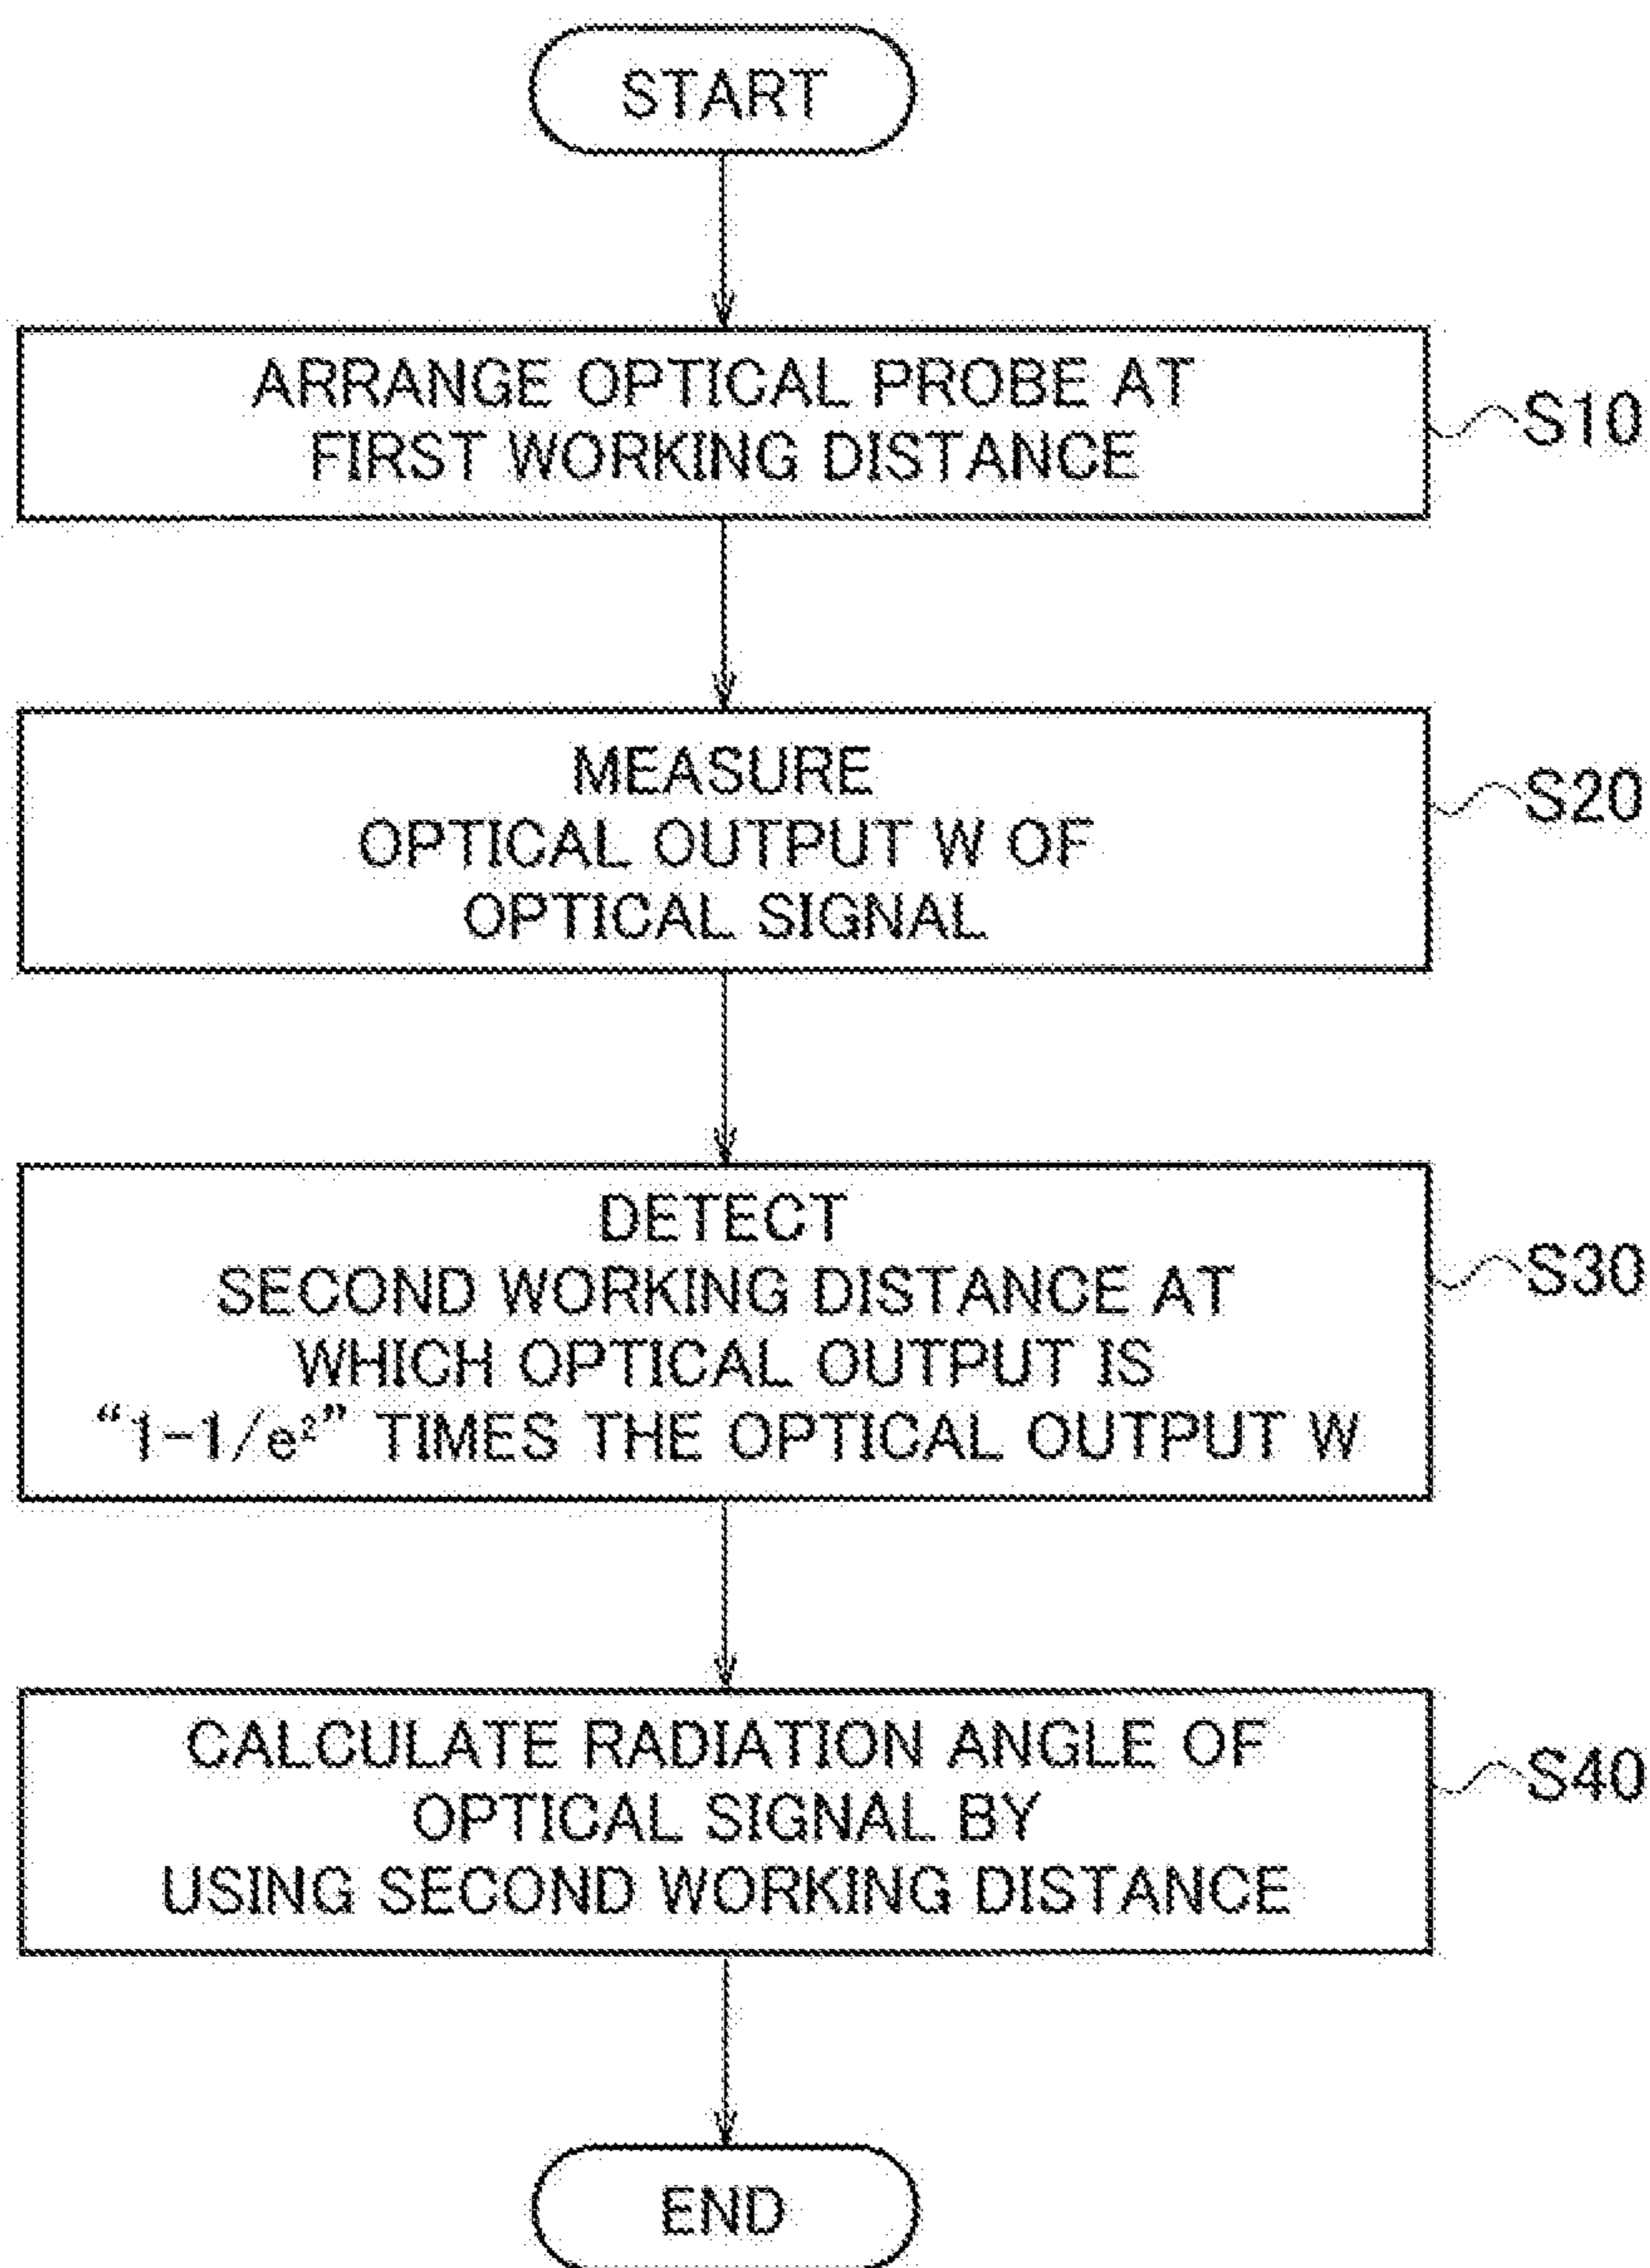 START
ARRANGE OPTICAL PROBE AT
FIRST WORKING DISTANCE
S10
MEASURE
OPTICAL OUTPUT W OF
OPTICAL SIGNAL
S20
DETECT
SECOND WORKING DISTANCE AT
WHICH OPTICAL OUTPUT IS
“1-1/e²” TIMES THE OPTICAL OUTPUT W
S30
CALCULATE RADIATION ANGLE OF
OPTICAL SIGNAL BY
USING SECOND WORKING DISTANCE
S40
END